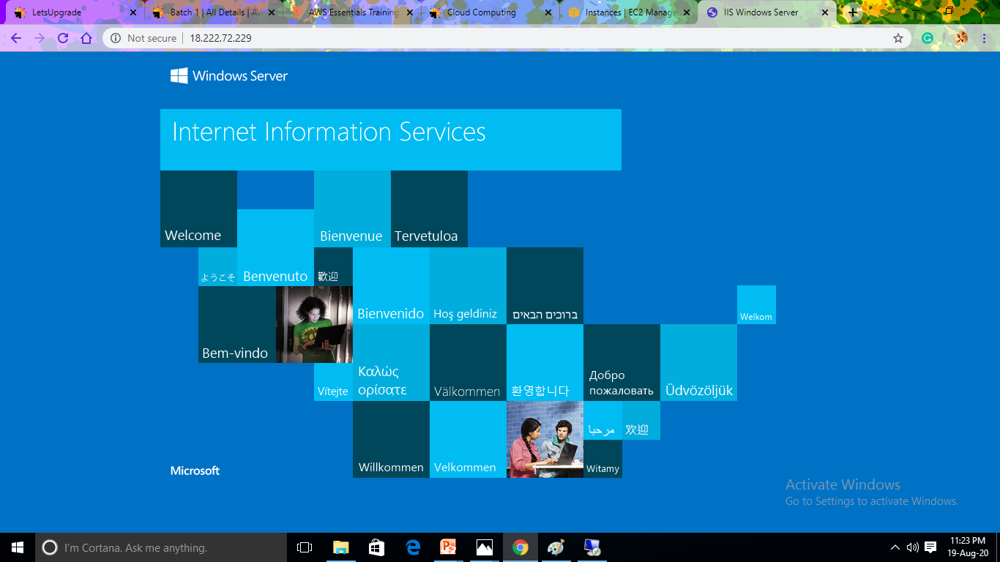 LetsUpgrade
Batch 1 | All Details | Aw
AWS Essentials Training
Cloud Computing
Instances | EC2 Manage
IIS Windows Server
Not secure
18.222.72.229
Windows Server
Internet Information Services
Welcome
Bienvenue
Tervetuloa
ようこそ
Benvenuto
歡迎
Bienvenido
Hoş geldiniz
ברוכים הבאים
Welkom
Bem-vindo
Vítejte
Καλώς
ορίσατε
Välkommen
환영합니다
Добро
пожаловать
Üdvözöljük
Willkommen
Velkommen
مرحبا
欢迎
Witamy
Microsoft
Activate Windows
Go to Settings to activate Windows.
I'm Cortana. Ask me anything.
11:23 PM
19-Aug-20